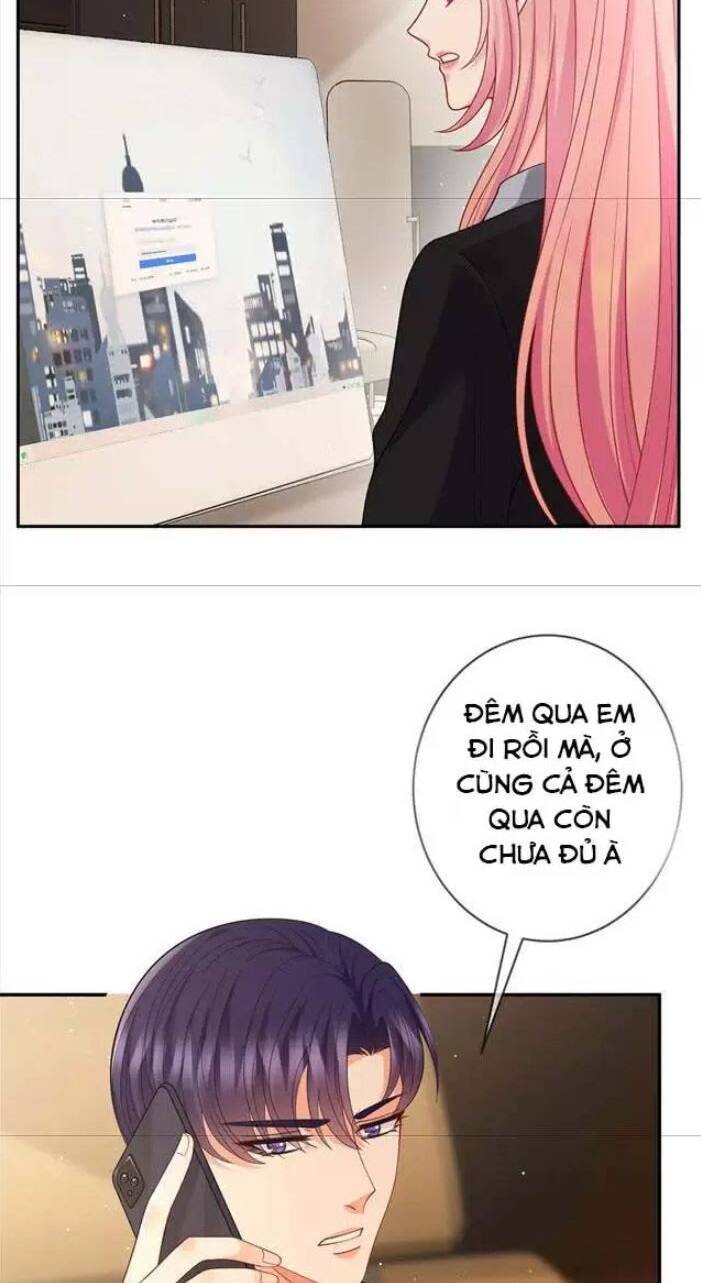 ĐÊM QUA EM
ĐI RỒI MÀ, Ở
CÙNG CẢ ĐÊM
QUA CÒN
CHƯA ĐỦ À